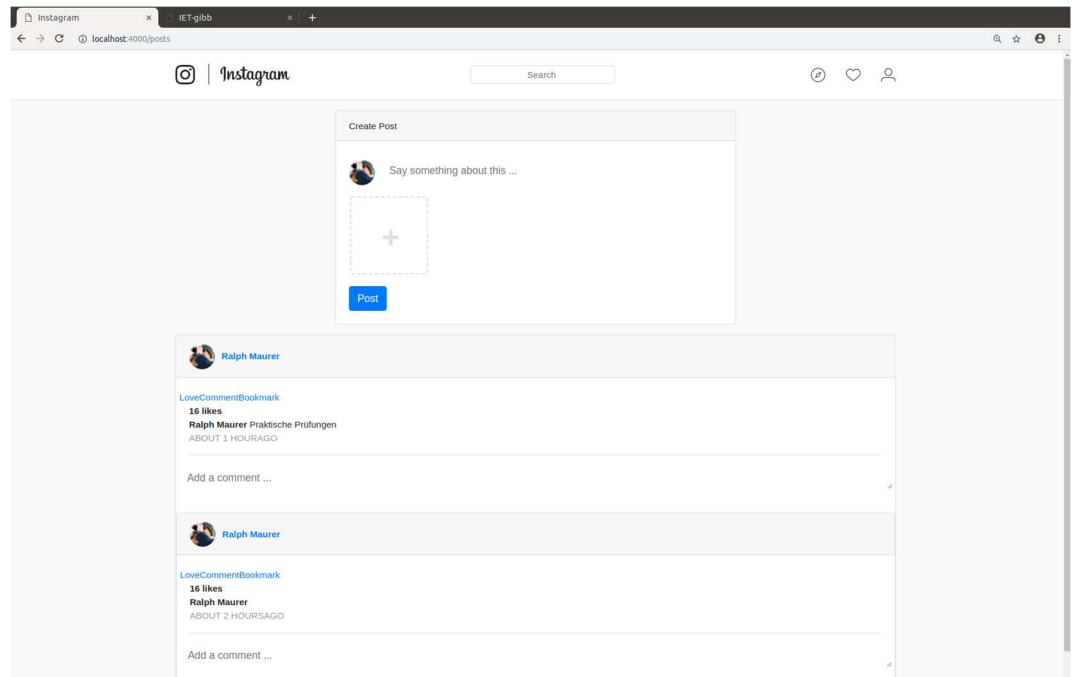 Instagram
IET-gibb
localhost:4000/posts
Instagram
Search
Create Post
Say something about this ...
Post
Ralph Maurer
LoveCommentBookmark
16 likes
Ralph Maurer Praktische Prüfungen
ABOUT 1 HOURAGO
Add a comment ...
Ralph Maurer
LoveCommentBookmark
16 likes
Ralph Maurer
ABOUT 2 HOURSAGO
Add a comment ...